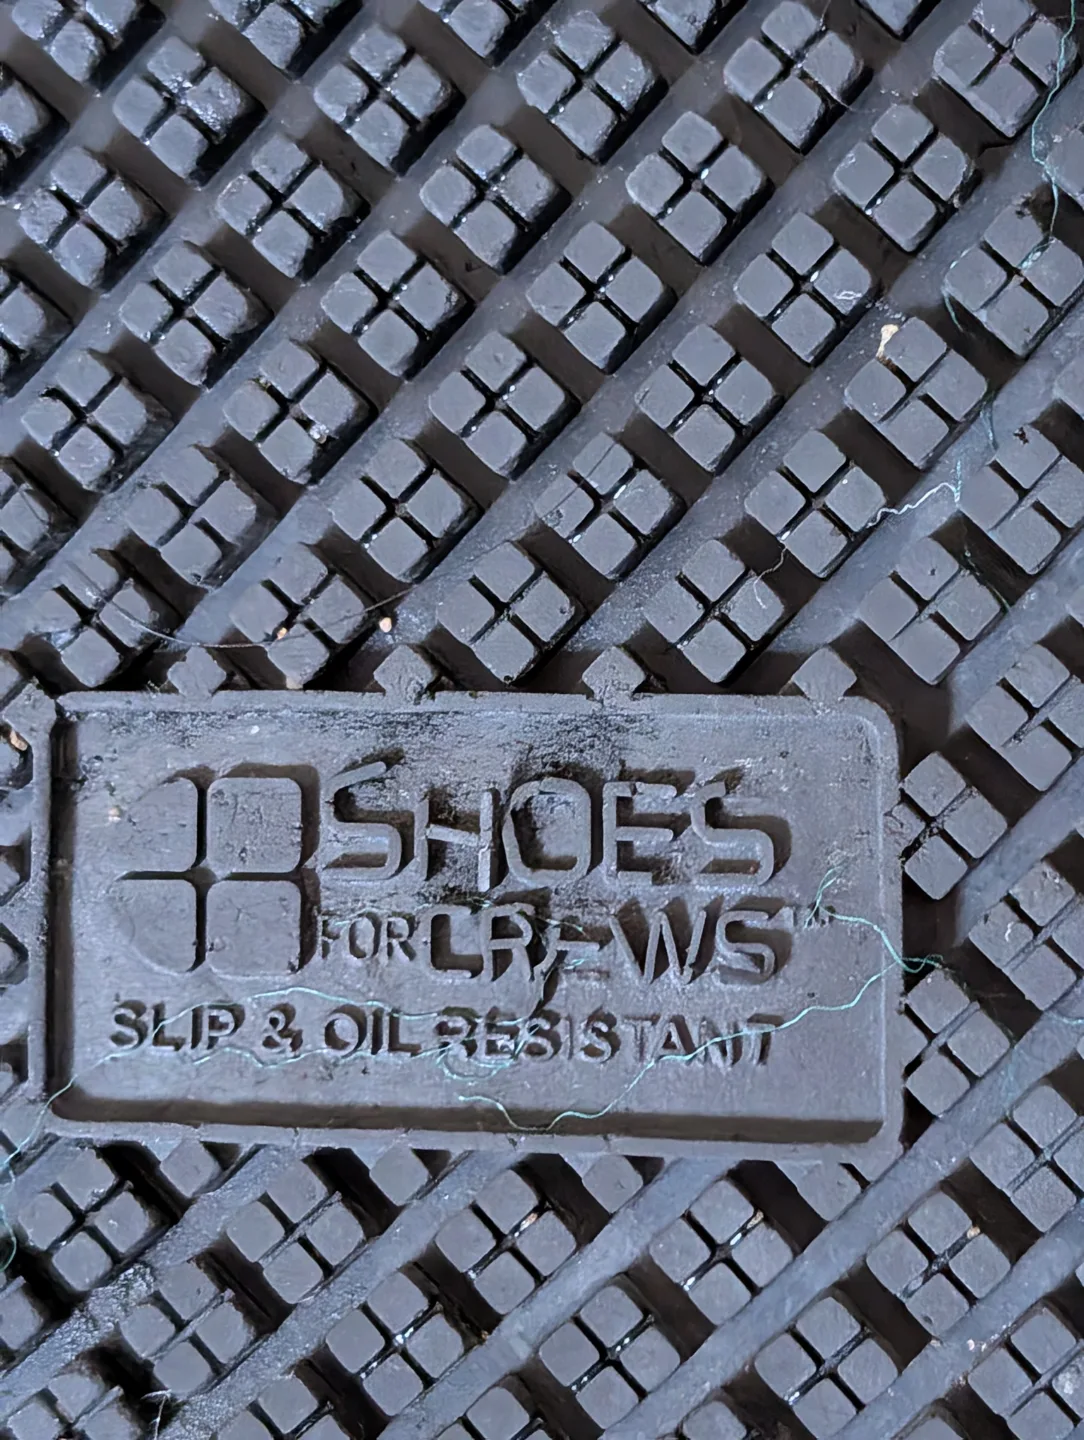 SHOES
FOR CREWS
SLIP & OIL RESISTANT